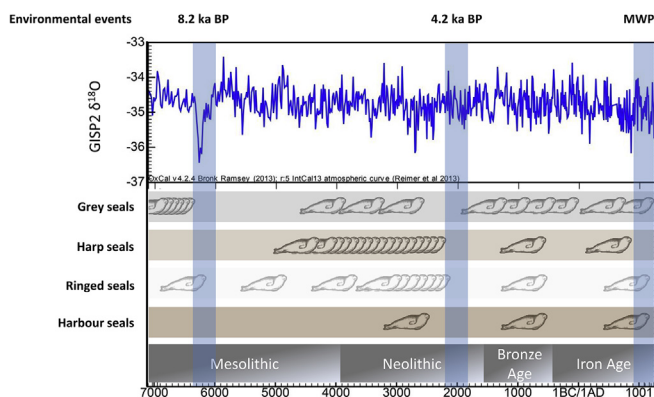 Environmental events 8.2 ka BP 4.2 ka BP MWP
-33
-34
-35
-36
-37
GISP2 δ18O
OxCal v4.2.4 Bronk Ramsey (2013); r:5 IntCal13 atmospheric curve (Reimer et al 2013)
Grey seals
Harp seals
Ringed seals
Harbour seals
Mesolithic Neolithic Bronze Age Iron Age
7000 6000 5000 4000 3000 2000 1000 1BC/1AD 1001